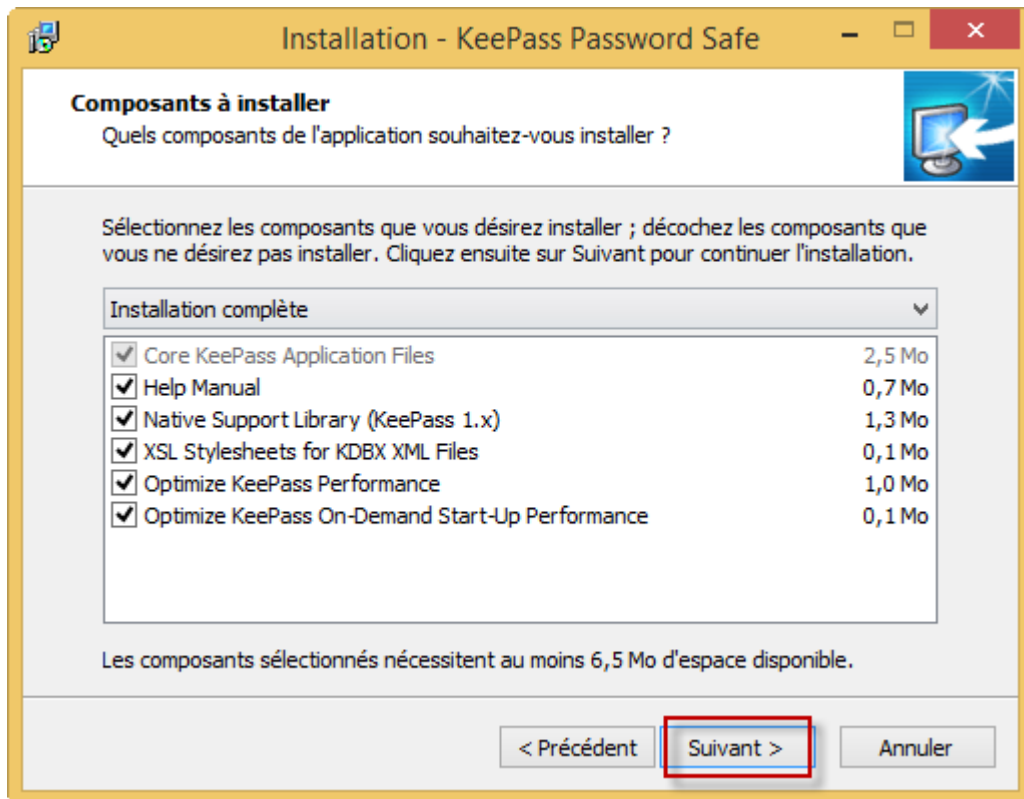 Installation - KeePass Password Safe
Composants à installer
Quels composants de l'application souhaitez-vous installer ?
Sélectionnez les composants que vous désirez installer ; décochez les composants que
vous ne désirez pas installer. Cliquez ensuite sur Suivant pour continuer l'installation.
Installation complète
Core KeePass Application Files 2,5 Mo
Help Manual 0,7 Mo
Native Support Library (KeePass 1.x) 1,3 Mo
XSL Stylesheets for KDBX XML Files 0,1 Mo
Optimize KeePass Performance 1,0 Mo
Optimize KeePass On-Demand Start-Up Performance 0,1 Mo
Les composants sélectionnés nécessitent au moins 6,5 Mo d'espace disponible.
< Précédent Suivant > Annuler